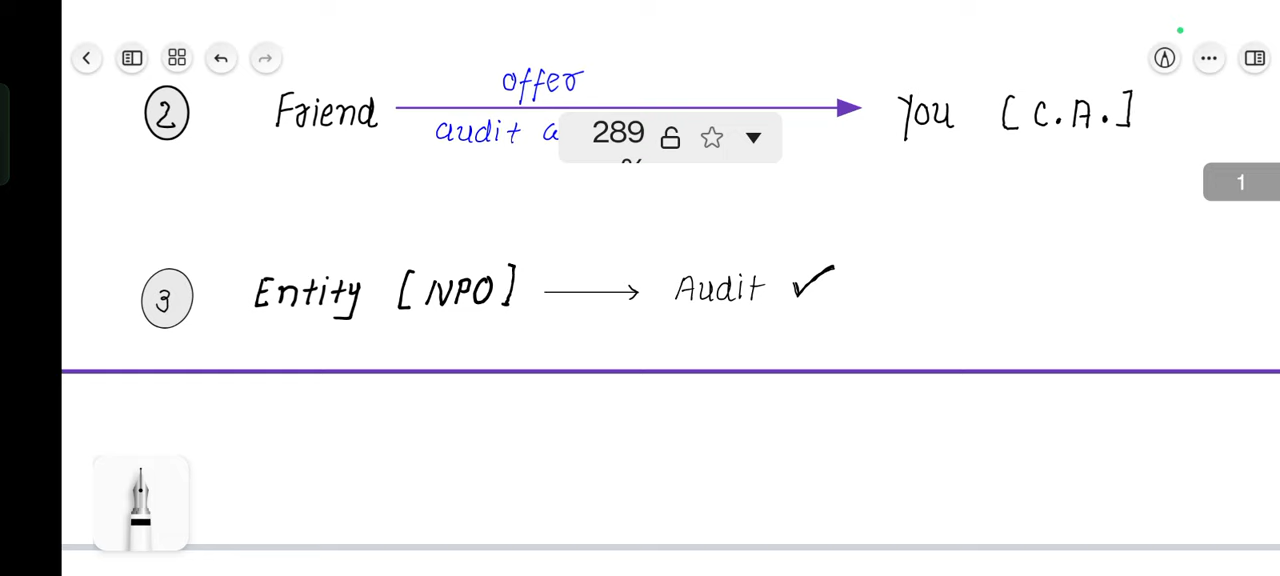 offer
2 Friend You [C.A.]
audit a
289
%
1
3 Entity [NPO] Audit ✓